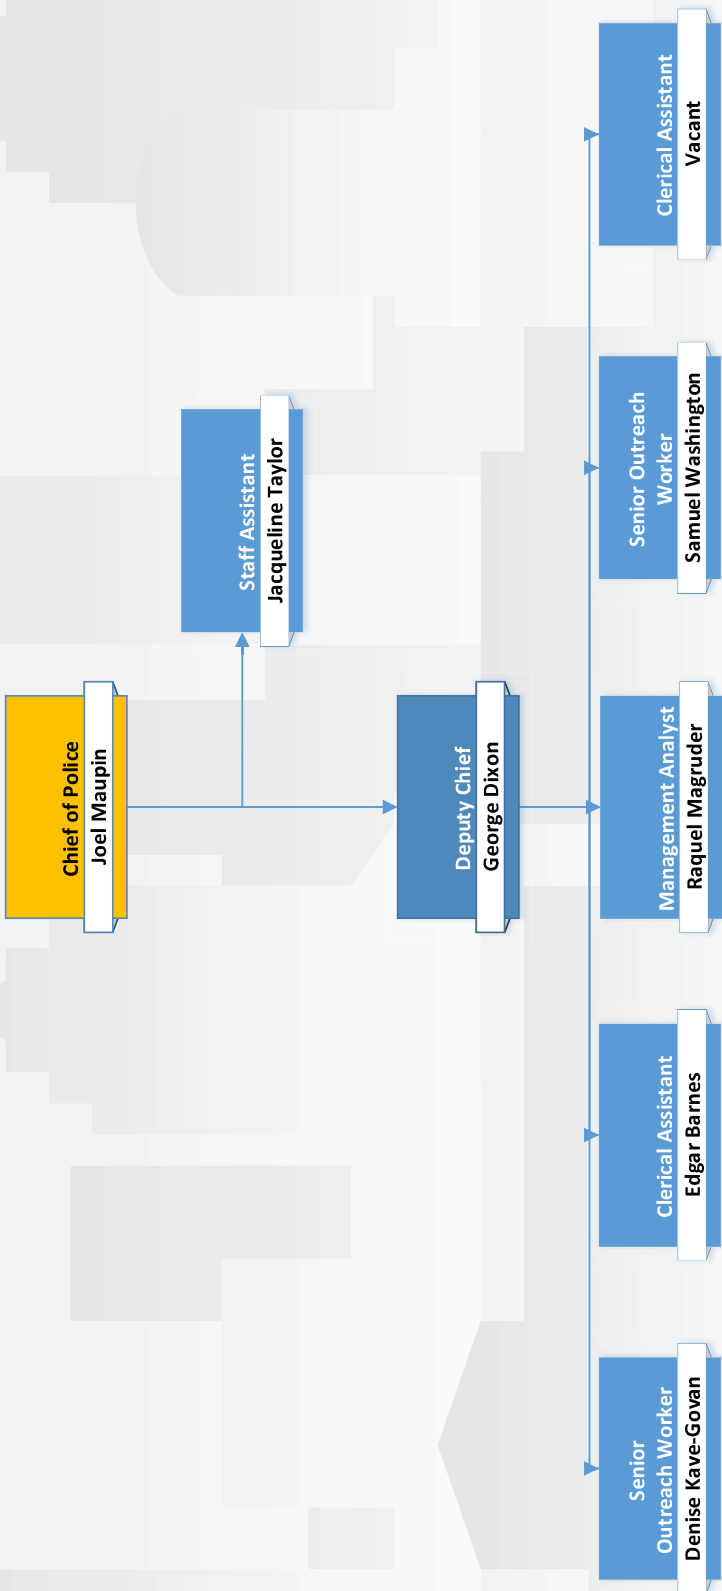 Chief of Police
Joel Maupin
Staff Assistant
Jacqueline Taylor
Deputy Chief
George Dixon
Senior
Outreach Worker
Denise Kave-Govan
Clerical Assistant
Edgar Barnes
Management Analyst
Raquel Magruder
Senior Outreach
Worker
Samuel Washington
Clerical Assistant
Vacant